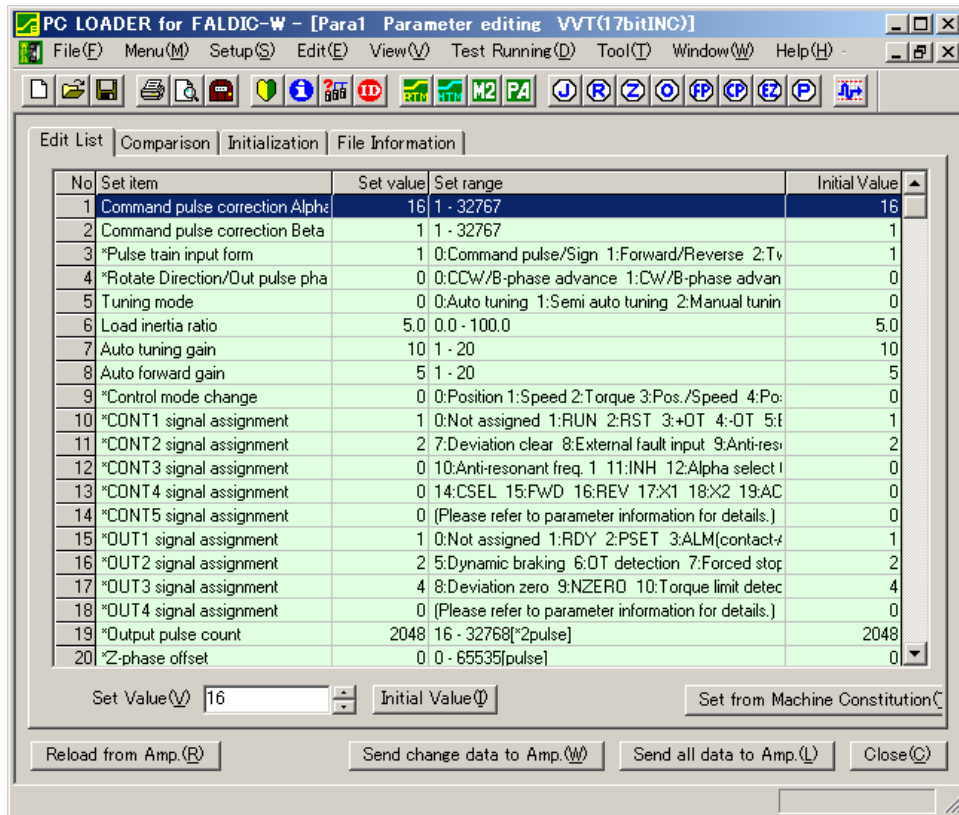 PC LOADER for FALDIC-W - [Para1 Parameter editing VVT(17bitINC)]
File(F) Menu(M) Setup(S) Edit(E) View(V) Test Running(D) Tool(T) Window(W) Help(H) -
ID RTM M2 PA J R Z O FP CP EZ P
Edit List Comparison Initialization File Information
No Set item Set value Set range Initial Value
1 Command pulse correction Alpha 16 1 - 32767 16
2 Command pulse correction Beta 1 1 - 32767 1
3 *Pulse train input form 1 0:Command pulse/Sign 1:Forward/Reverse 2:Tw 1
4 *Rotate Direction/Out pulse pha 0 0:CCW/B-phase advance 1:CW/B-phase advan 0
5 Tuning mode 0 0:Auto tuning 1:Semi auto tuning 2:Manual tunin 0
6 Load inertia ratio 5.0 0.0 - 100.0 5.0
7 Auto tuning gain 10 1 - 20 10
8 Auto forward gain 5 1 - 20 5
9 *Control mode change 0 0:Position 1:Speed 2:Torque 3:Pos./Speed 4:Po 0
10 *CONT1 signal assignment 1 0:Not assigned 1:RUN 2:RST 3:+OT 4:-OT 5: 1
11 *CONT2 signal assignment 2 7:Deviation clear 8:External fault input 9:Anti-res 2
12 *CONT3 signal assignment 0 10:Anti-resonant freq. 1 11:INH 12:Alpha select 0
13 *CONT4 signal assignment 0 14:CSEL 15:FWD 16:REV 17:X1 18:X2 19:AC 0
14 *CONT5 signal assignment 0 (Please refer to parameter information for details.) 0
15 *OUT1 signal assignment 1 0:Not assigned 1:RDY 2:PSET 3:ALM(contact- 1
16 *OUT2 signal assignment 2 5:Dynamic braking 6:OT detection 7:Forced stop 2
17 *OUT3 signal assignment 4 8:Deviation zero 9:NZERO 10:Torque limit detec 4
18 *OUT4 signal assignment 0 (Please refer to parameter information for details.) 0
19 *Output pulse count 2048 16 - 32768[*2pulse] 2048
20 *Z-phase offset 0 0 - 65535[pulse] 0
Set Value(V) 16 Initial Value(I) Set from Machine Constitution(
Reload from Amp.(R) Send change data to Amp.(W) Send all data to Amp.(L) Close(C)